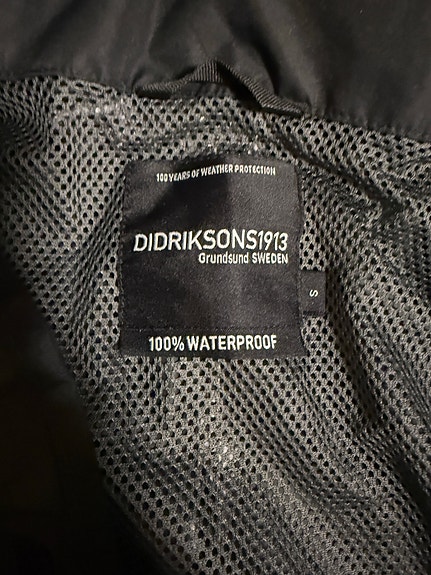 100 YEARS OF WEATHER PROTECTION
DIDRIKSONS1913
Grundsund SWEDEN
S
100% WATERPROOF